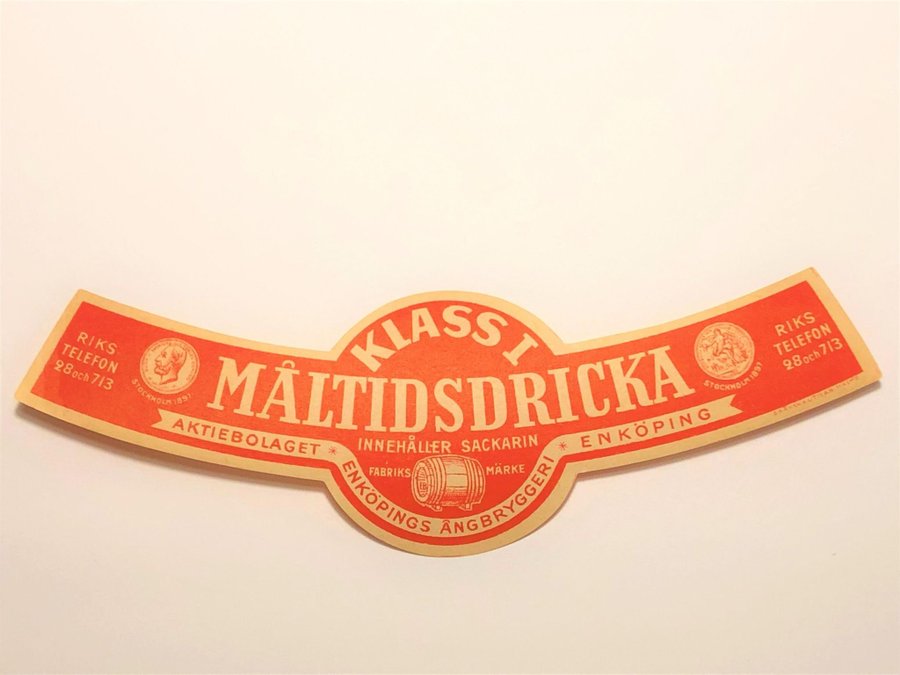 KLASS I
MÅLTIDSDRICKA
INNEHÅLLER SACKARIN
FABRIKS MÄRKE
AKTIEBOLAGET * ENKÖPINGS ÅNGBRYGGERI * ENKÖPING
RIKS
TELEFON
28 och 713
STOCKHOLM 1897
STOCKHOLM 1897
RIKS
TELEFON
28 och 713